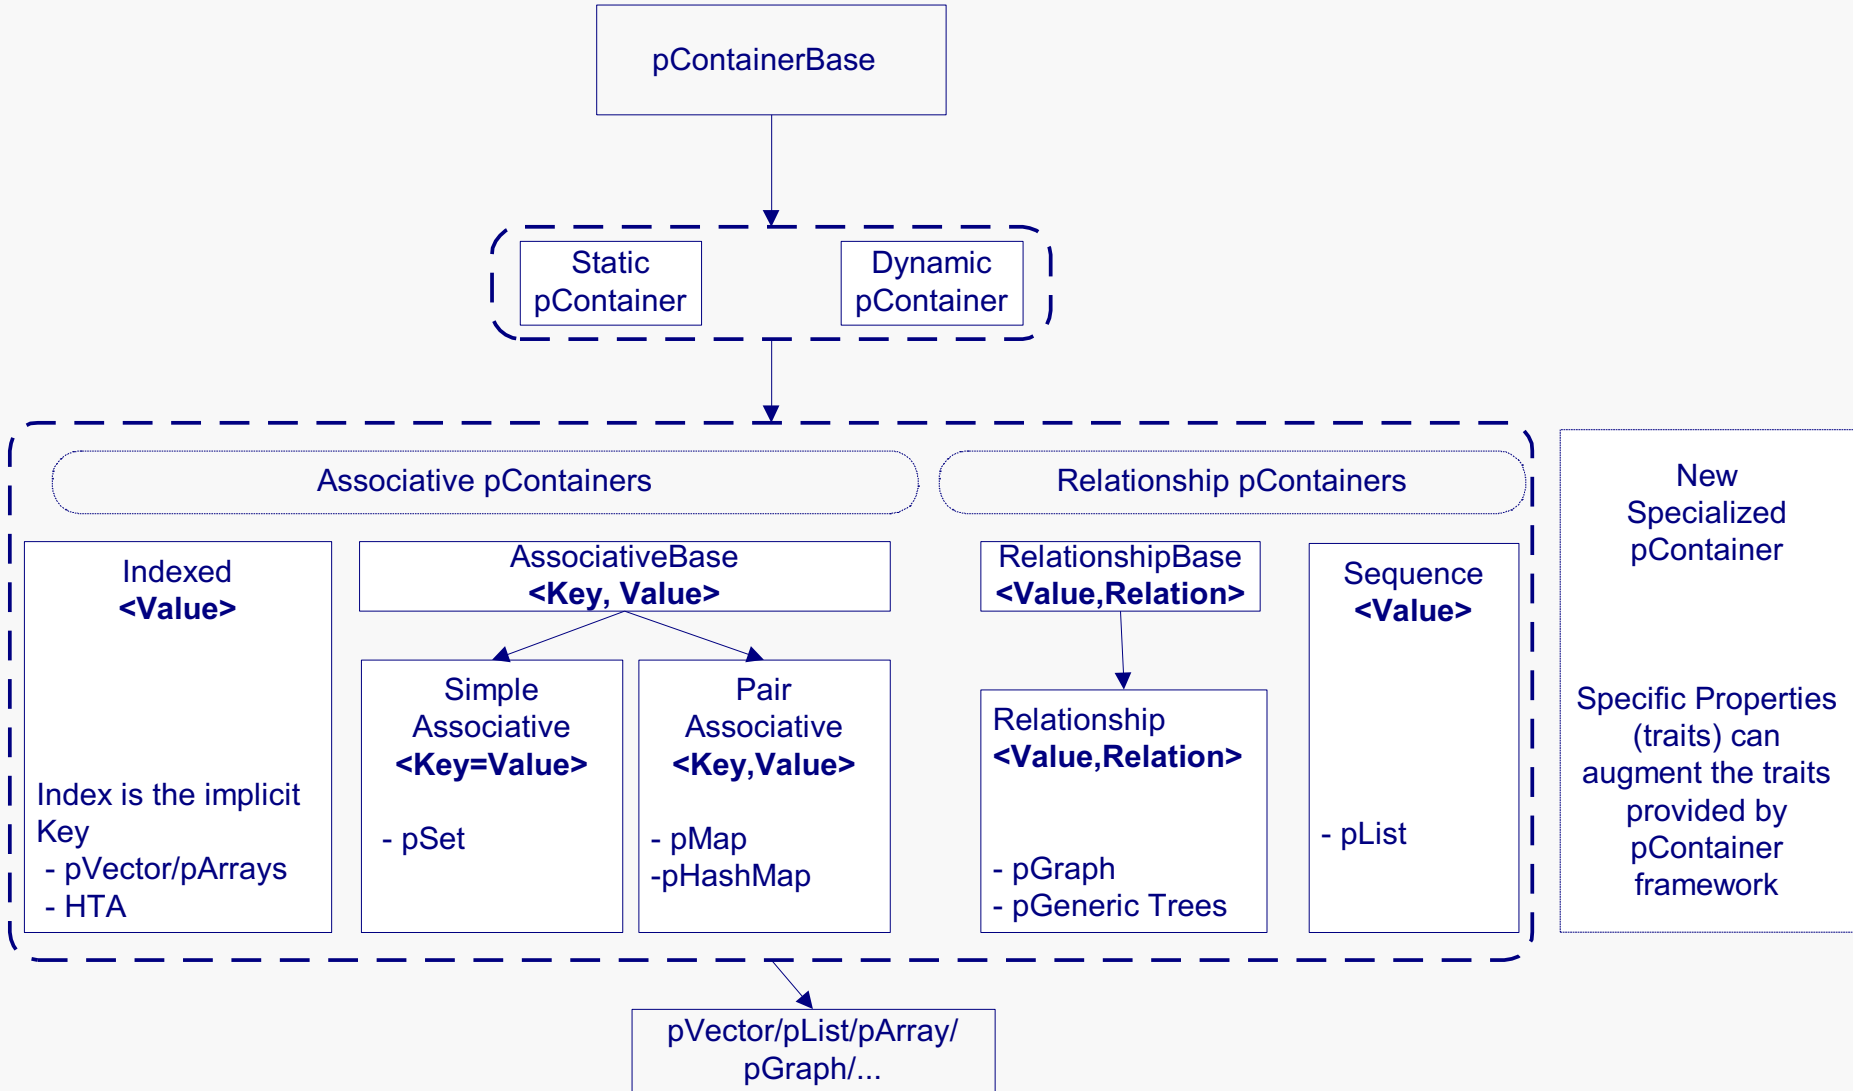 pContainerBase
Static
pContainer
Dynamic
pContainer
Associative pContainers
Relationship pContainers
Indexed
<Value>
Index is the implicit
Key
- pVector/pArrays
- HTA
AssociativeBase
<Key, Value>
Simple
Associative
<Key=Value>
- pSet
Pair
Associative
<Key,Value>
- pMap
-pHashMap
RelationshipBase
<Value,Relation>
Relationship
<Value,Relation>
- pGraph
- pGeneric Trees
Sequence
<Value>
- pList
New
Specialized
pContainer
Specific Properties
(traits) can
augment the traits
provided by
pContainer
framework
pVector/pList/pArray/
pGraph/...